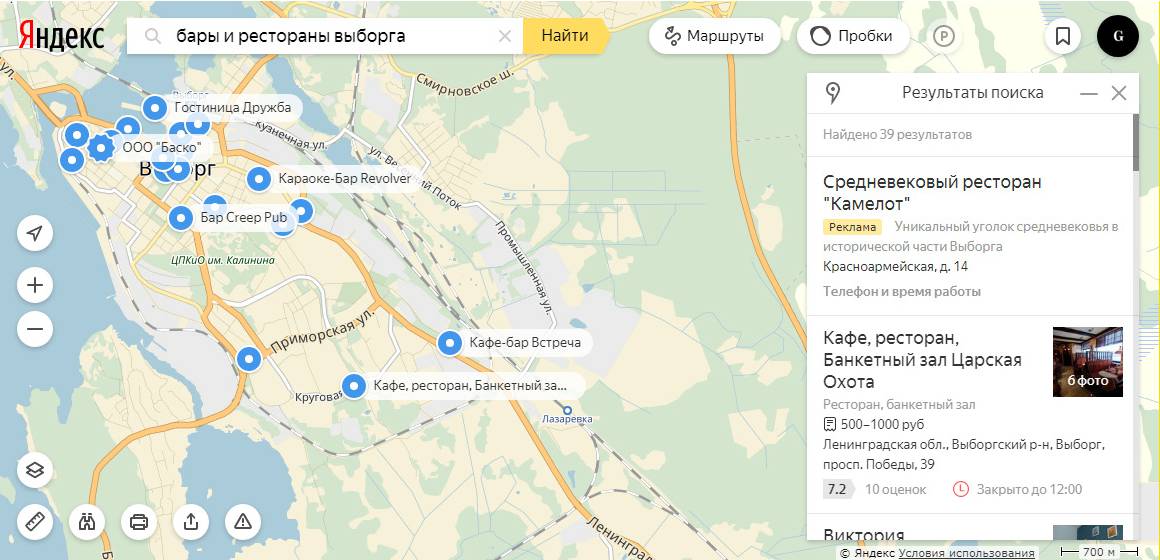 Яндекс
бары и рестораны выборга
Найти
Маршруты
Пробки
P
G
Смирновское ш.
Гостиница Дружба
Кузнечная ул.
ООО "Баско"
ул. Веселый Поток
Караоке-Бар Revolver
Бар Creep Pub
Промышленная ул.
ЦПКиО им. Калинина
Приморская ул.
Кафе-бар Встреча
Кафе, ресторан, Банкетный за...
Круговая
Лазаревка
Ленинград
Результаты поиска
Найдено 39 результатов
Средневековый ресторан
"Камелот"
Реклама Уникальный уголок средневековья в
исторической части Выборга
Красноармейская, д. 14
Телефон и время работы
Кафе, ресторан,
Банкетный зал Царская
Охота
6 фото
Ресторан, банкетный зал
500–1000 руб
Ленинградская обл., Выборгский р-н, Выборг,
просп. Победы, 39
7.2 10 оценок Закрыто до 12:00
Виктория
© Яндекс Условия использования
700 м